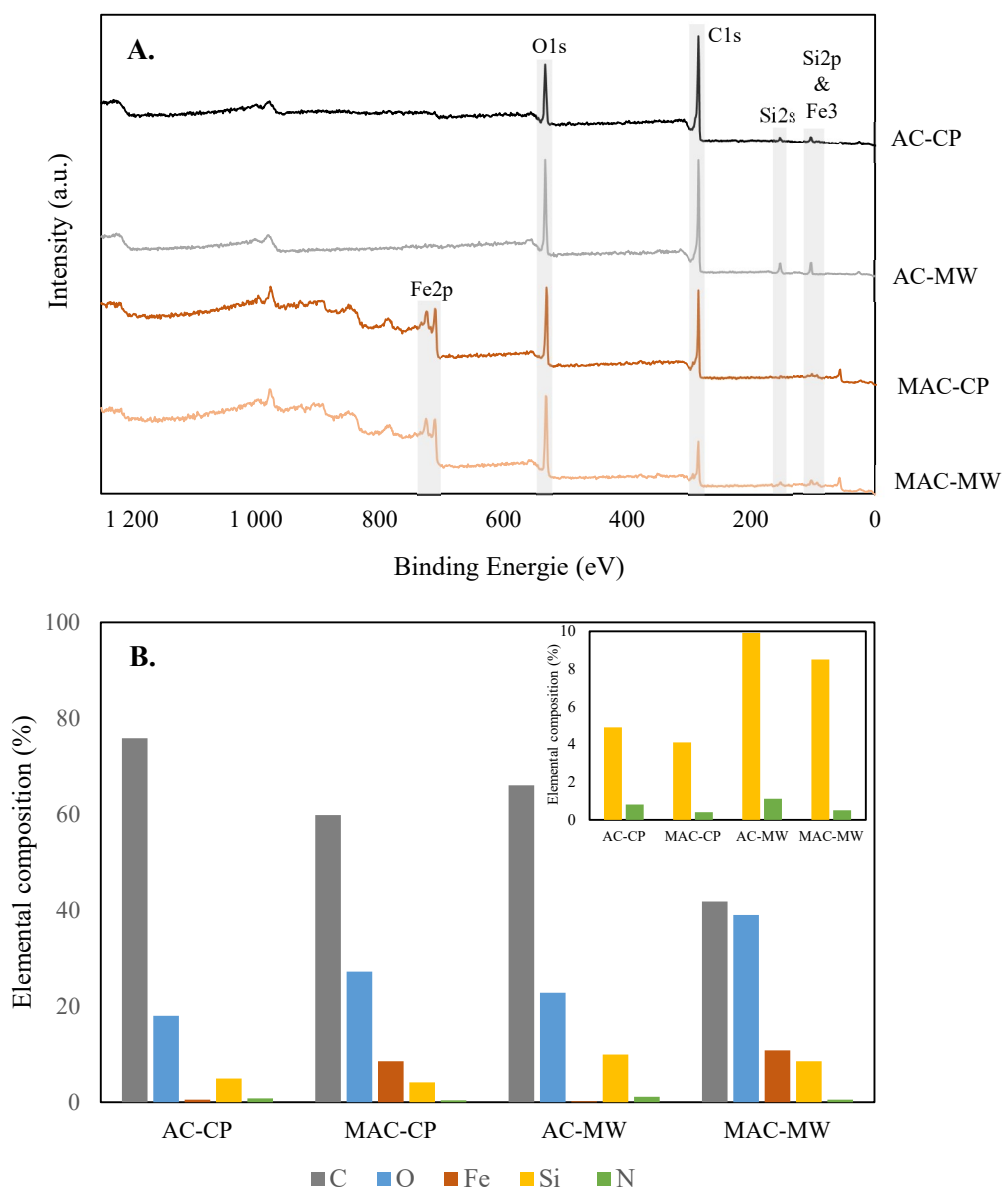 A.
O1s
C1s
Si2p
&
Fe3
Si2s
AC-CP
AC-MW
Fe2p
MAC-CP
MAC-MW
Intensity (a.u.)
1 200 1 000 800 600 400 200 0
Binding Energie (eV)
B.
Elemental composition (%)
100
80
60
40
20
0
AC-CP MAC-CP AC-MW MAC-MW
Elemental composition (%)
10
8
6
4
2
0
AC-CP MAC-CP AC-MW MAC-MW
C O Fe Si N